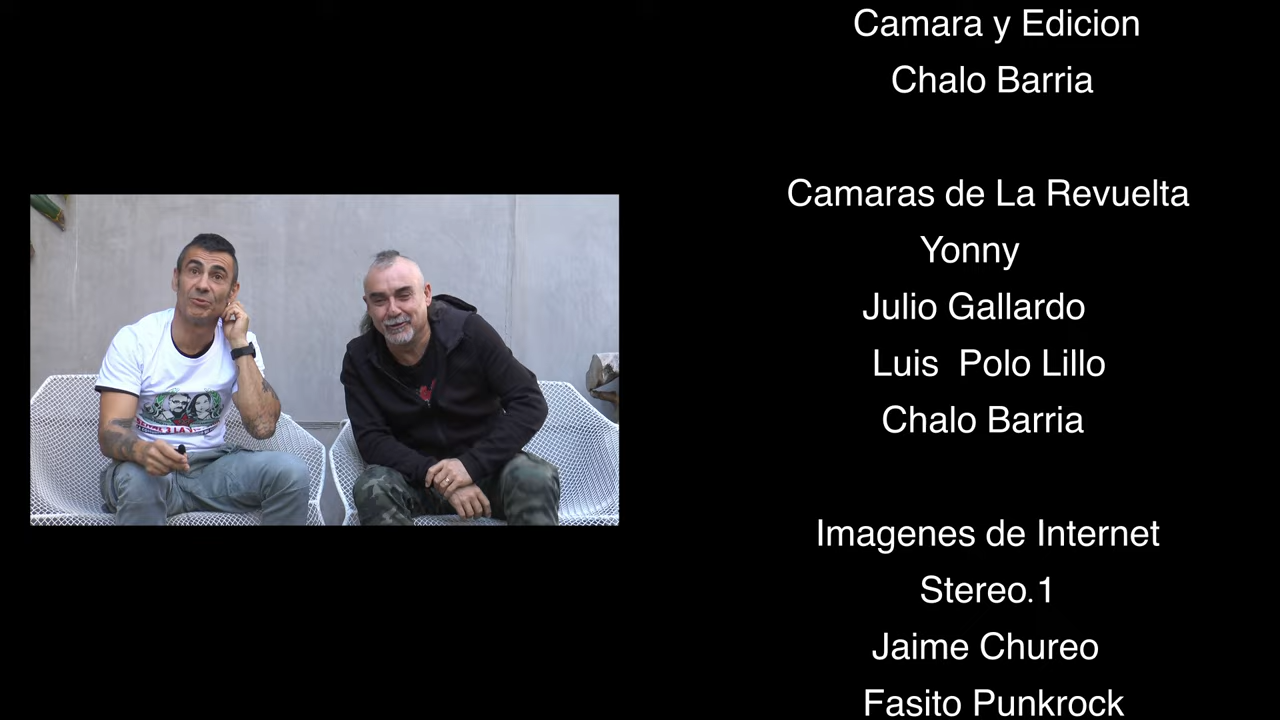 Camara y Edicion
Chalo Barria
Camaras de La Revuelta
Yonny
Julio Gallardo
Luis Polo Lillo
Chalo Barria
Imagenes de Internet
Stereo.1
Jaime Chureo
Fasito Punkrock